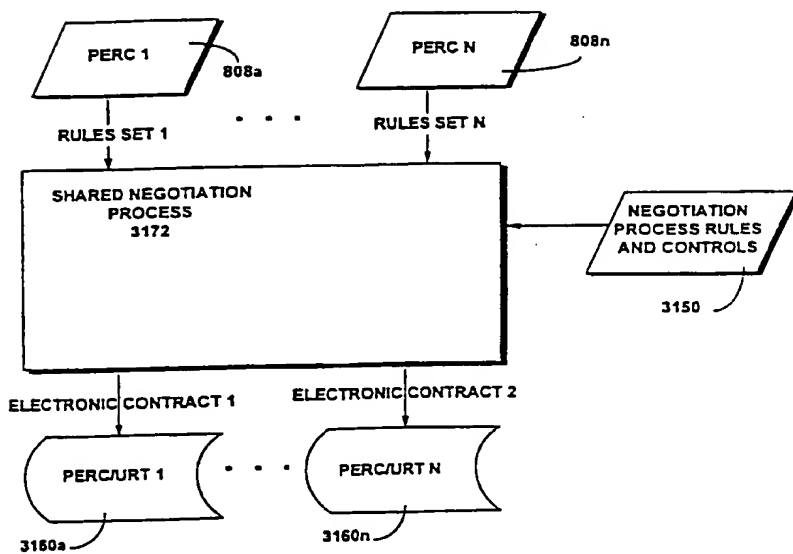 PERC 1
808a
PERC N
808n
RULES SET 1
RULES SET N
SHARED NEGOTIATION
PROCESS
3172
NEGOTIATION
PROCESS RULES
AND CONTROLS
3150
ELECTRONIC CONTRACT 1
ELECTRONIC CONTRACT 2
PERC/URT 1
PERC/URT N
3160a
3160n